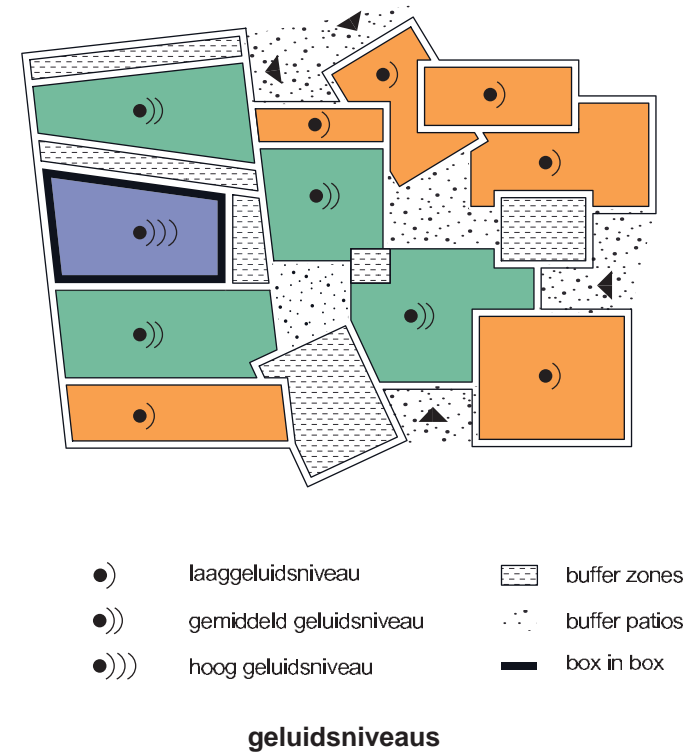 laaggeluidsniveau
gemiddeld geluidsniveau
hoog geluidsniveau
buffer zones
buffer patios
box in box
geluidsniveaus